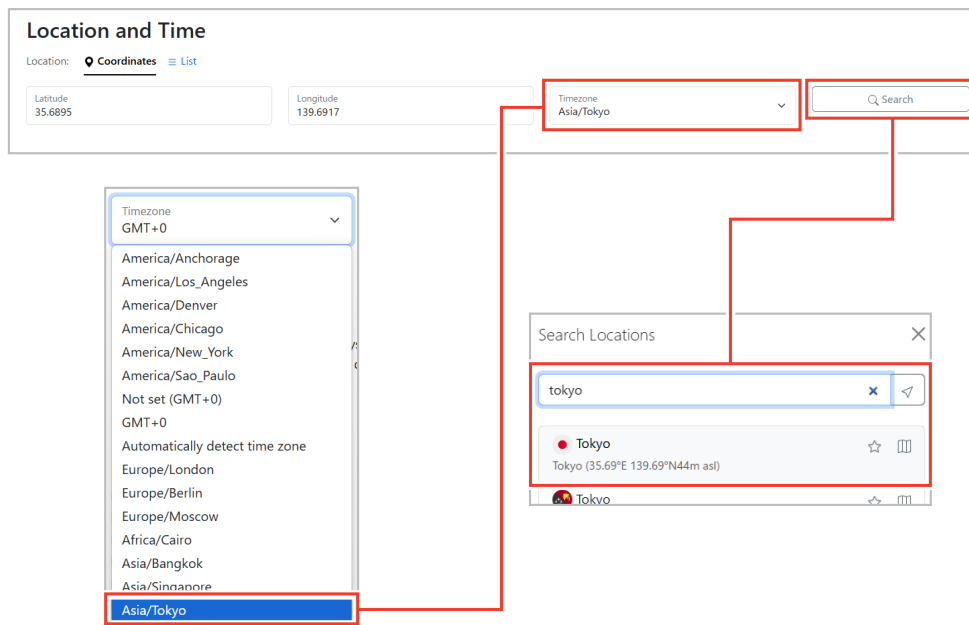 Location and Time
Location: Coordinates List
Latitude
35.6895
Longitude
139.6917
Timezone
Asia/Tokyo
Search
Timezone
GMT+0
America/Anchorage
America/Los_Angeles
America/Denver
America/Chicago
America/New_York
America/Sao_Paulo
Not set (GMT+0)
GMT+0
Automatically detect time zone
Europe/London
Europe/Berlin
Europe/Moscow
Africa/Cairo
Asia/Bangkok
Asia/Singapore
Asia/Tokyo
Search Locations
tokyo
Tokyo
Tokyo (35.69°E 139.69°N44m asl)
Tokyo